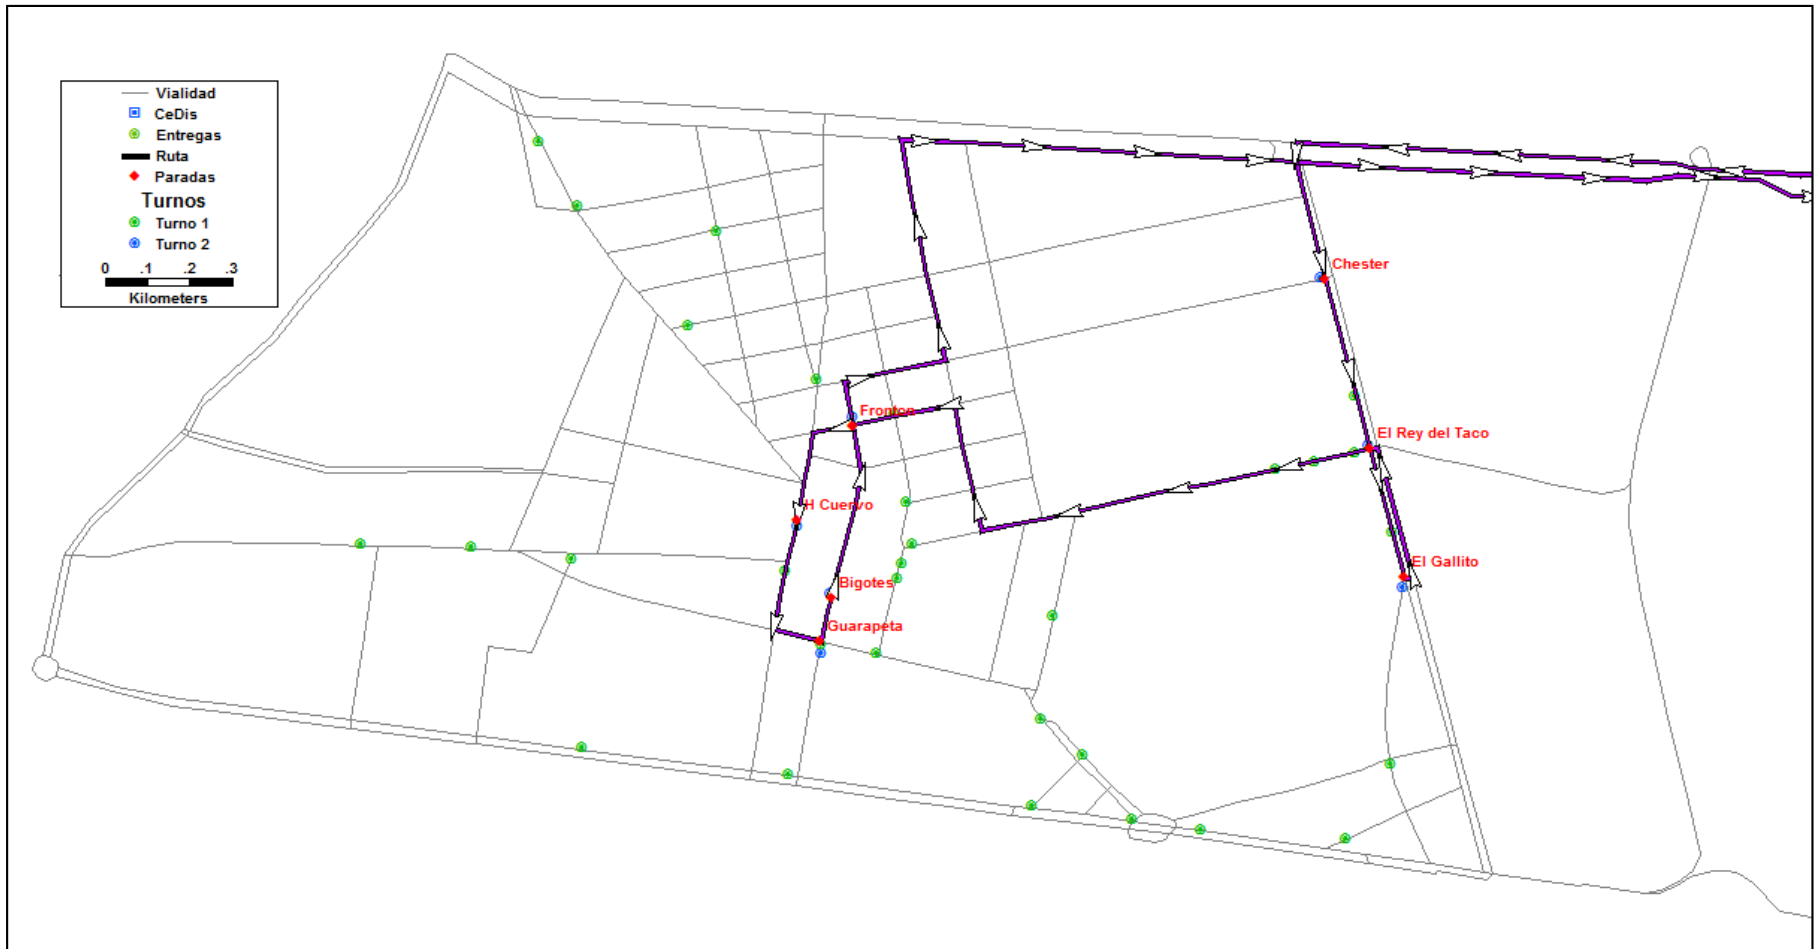 Vialidad
CeDis
Entregas
Ruta
Paradas
Turnos
Turno 1
Turno 2
0 .1 .2 .3
Kilometers
Chester
Fronton
El Rey del Taco
H Cuervo
El Gallito
Bigotes
Guarapeta